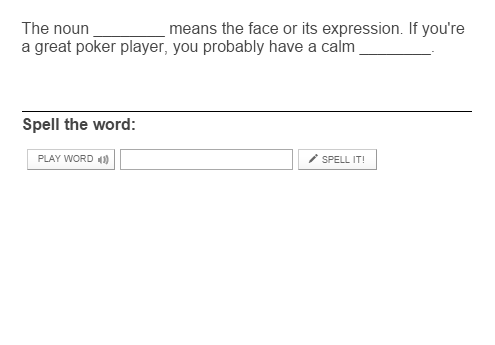 The noun ________ means the face or its expression. If you're
a great poker player, you probably have a calm ________.
Spell the word:
PLAY WORD
SPELL IT!